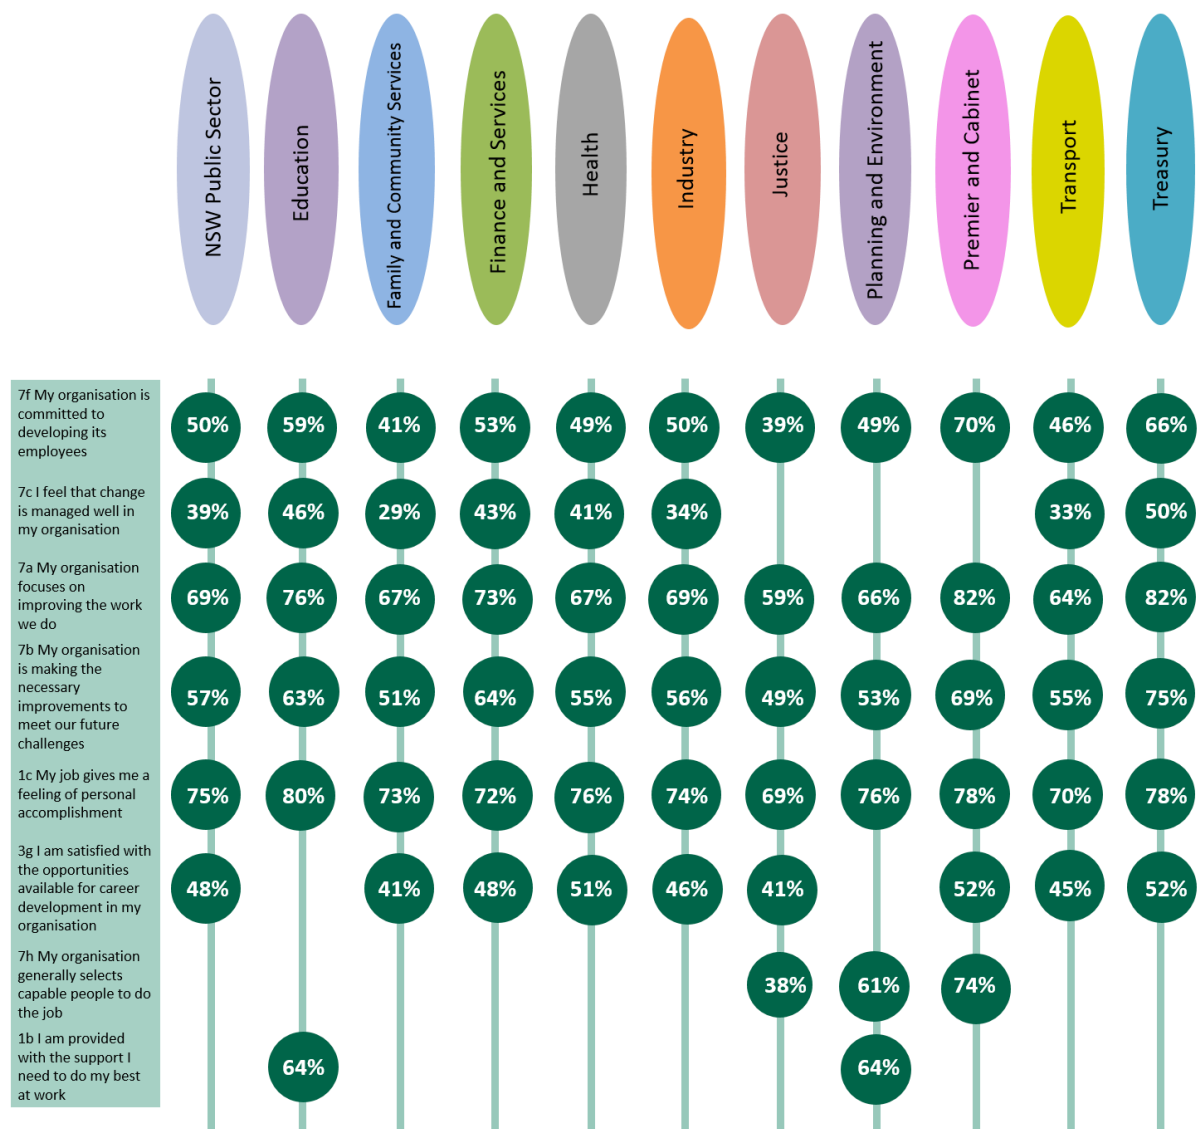 NSW Public Sector
Education
Family and Community Services
Finance and Services
Health
Industry
Justice
Planning and Environment
Premier and Cabinet
Transport
Treasury
7f My organisation is
committed to
developing its
employees
50% 59% 41% 53% 49% 50% 39% 49% 70% 46% 66%
7c I feel that change
is managed well in
my organisation
39% 46% 29% 43% 41% 34% 33% 50%
7a My organisation
focuses on
improving the work
we do
69% 76% 67% 73% 67% 69% 59% 66% 82% 64% 82%
7b My organisation
is making the
necessary
improvements to
meet our future
challenges
57% 63% 51% 64% 55% 56% 49% 53% 69% 55% 75%
1c My job gives me a
feeling of personal
accomplishment
75% 80% 73% 72% 76% 74% 69% 76% 78% 70% 78%
3g I am satisfied with
the opportunities
available for career
development in my
organisation
48% 41% 48% 51% 46% 41% 52% 45% 52%
7h My organisation
generally selects
capable people to do
the job
38% 61% 74%
1b I am provided
with the support I
need to do my best
at work
64% 64%